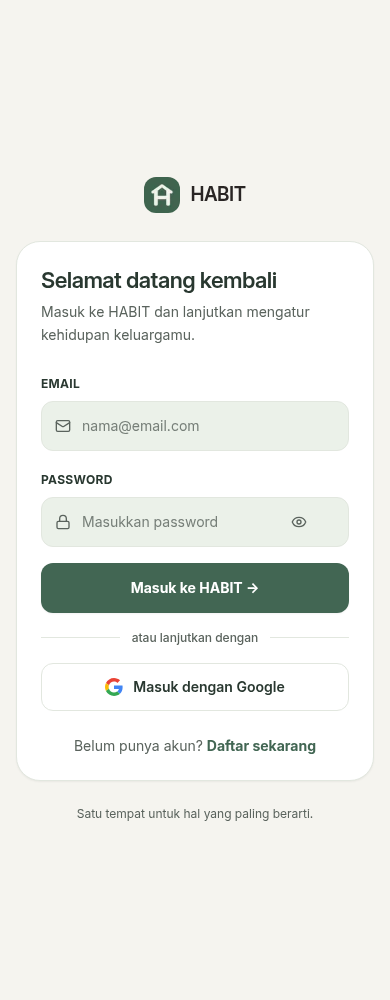 HABIT
Selamat datang kembali
Masuk ke HABIT dan lanjutkan mengatur
kehidupan keluargamu.
EMAIL
nama@email.com
PASSWORD
Masukkan password
Masuk ke HABIT →
atau lanjutkan dengan
Masuk dengan Google
Belum punya akun? Daftar sekarang
Satu tempat untuk hal yang paling berarti.